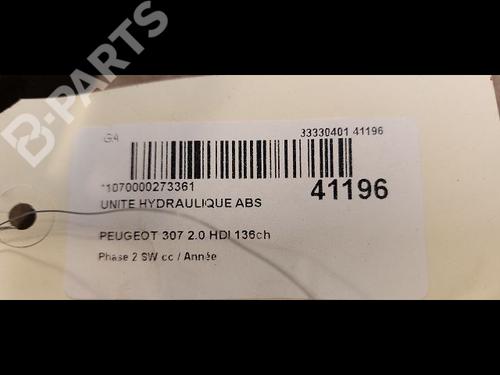 B-PARTS
GA
33330401 41196
*1070000273361
41196
UNITE HYDRAULIQUE ABS
PEUGEOT 307 2.0 HDI 136ch
Phase 2 SW cc / Année